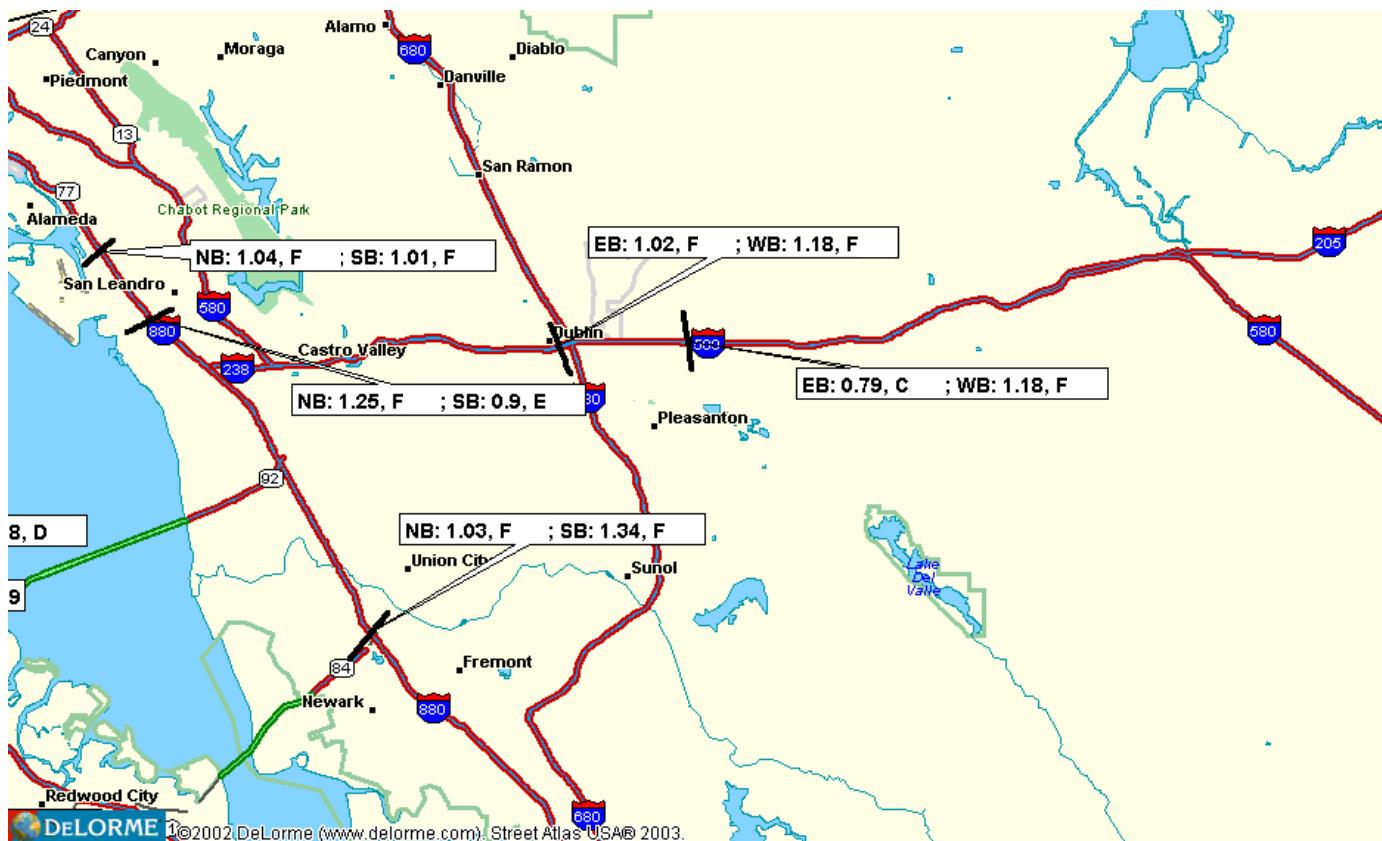 24
Alamo
680
Canyon
Moraga
Diablo
Piedmont
Danville
13
San Ramon
77
Chabot Regional Park
Alameda
EB: 1.02, F ; WB: 1.18, F
205
NB: 1.04, F ; SB: 1.01, F
San Leandro
580
880
Dublin
580
580
Castro Valley
238
EB: 0.79, C ; WB: 1.18, F
NB: 1.25, F ; SB: 0.9, E
80
Pleasanton
92
8, D
NB: 1.03, F ; SB: 1.34, F
Union City
Sunol
Lake
Del
Valle
9
84
Fremont
Newark
880
Redwood City
680
DELORME
©2002 DeLorme (www.delorme.com). Street Atlas USA® 2003.